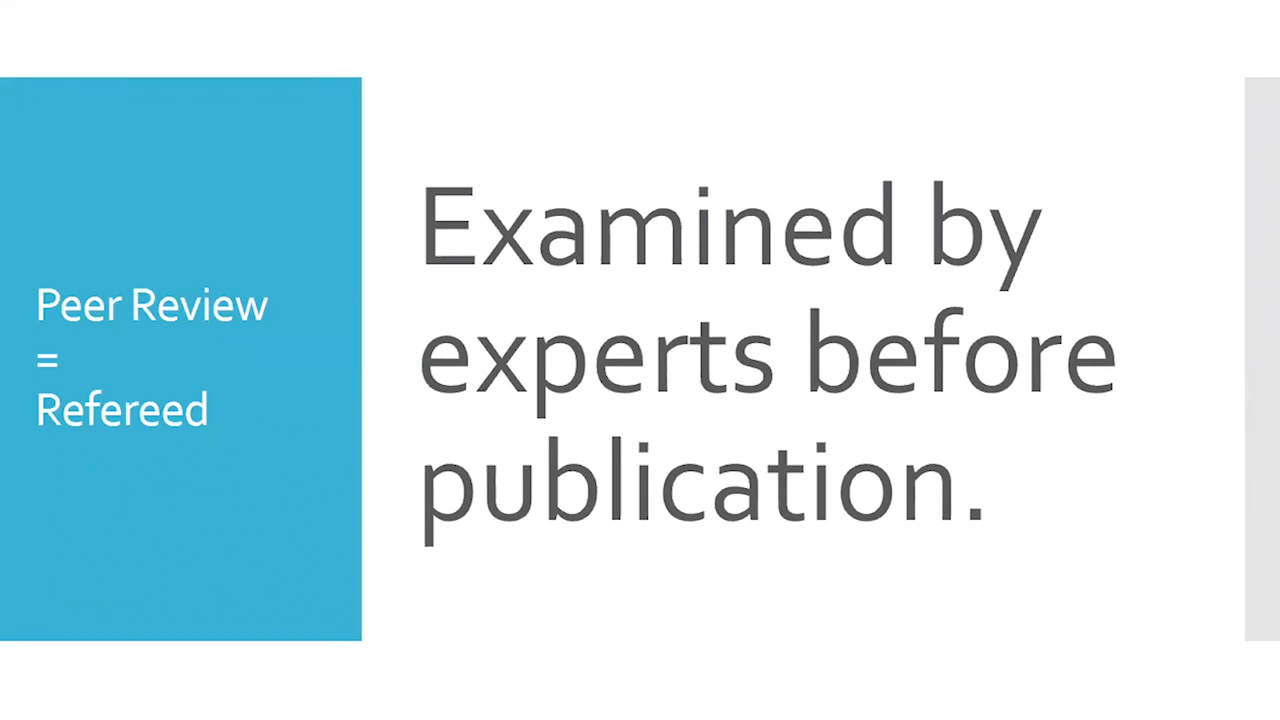 Peer Review
=
Refereed
Examined by
experts before
publication.